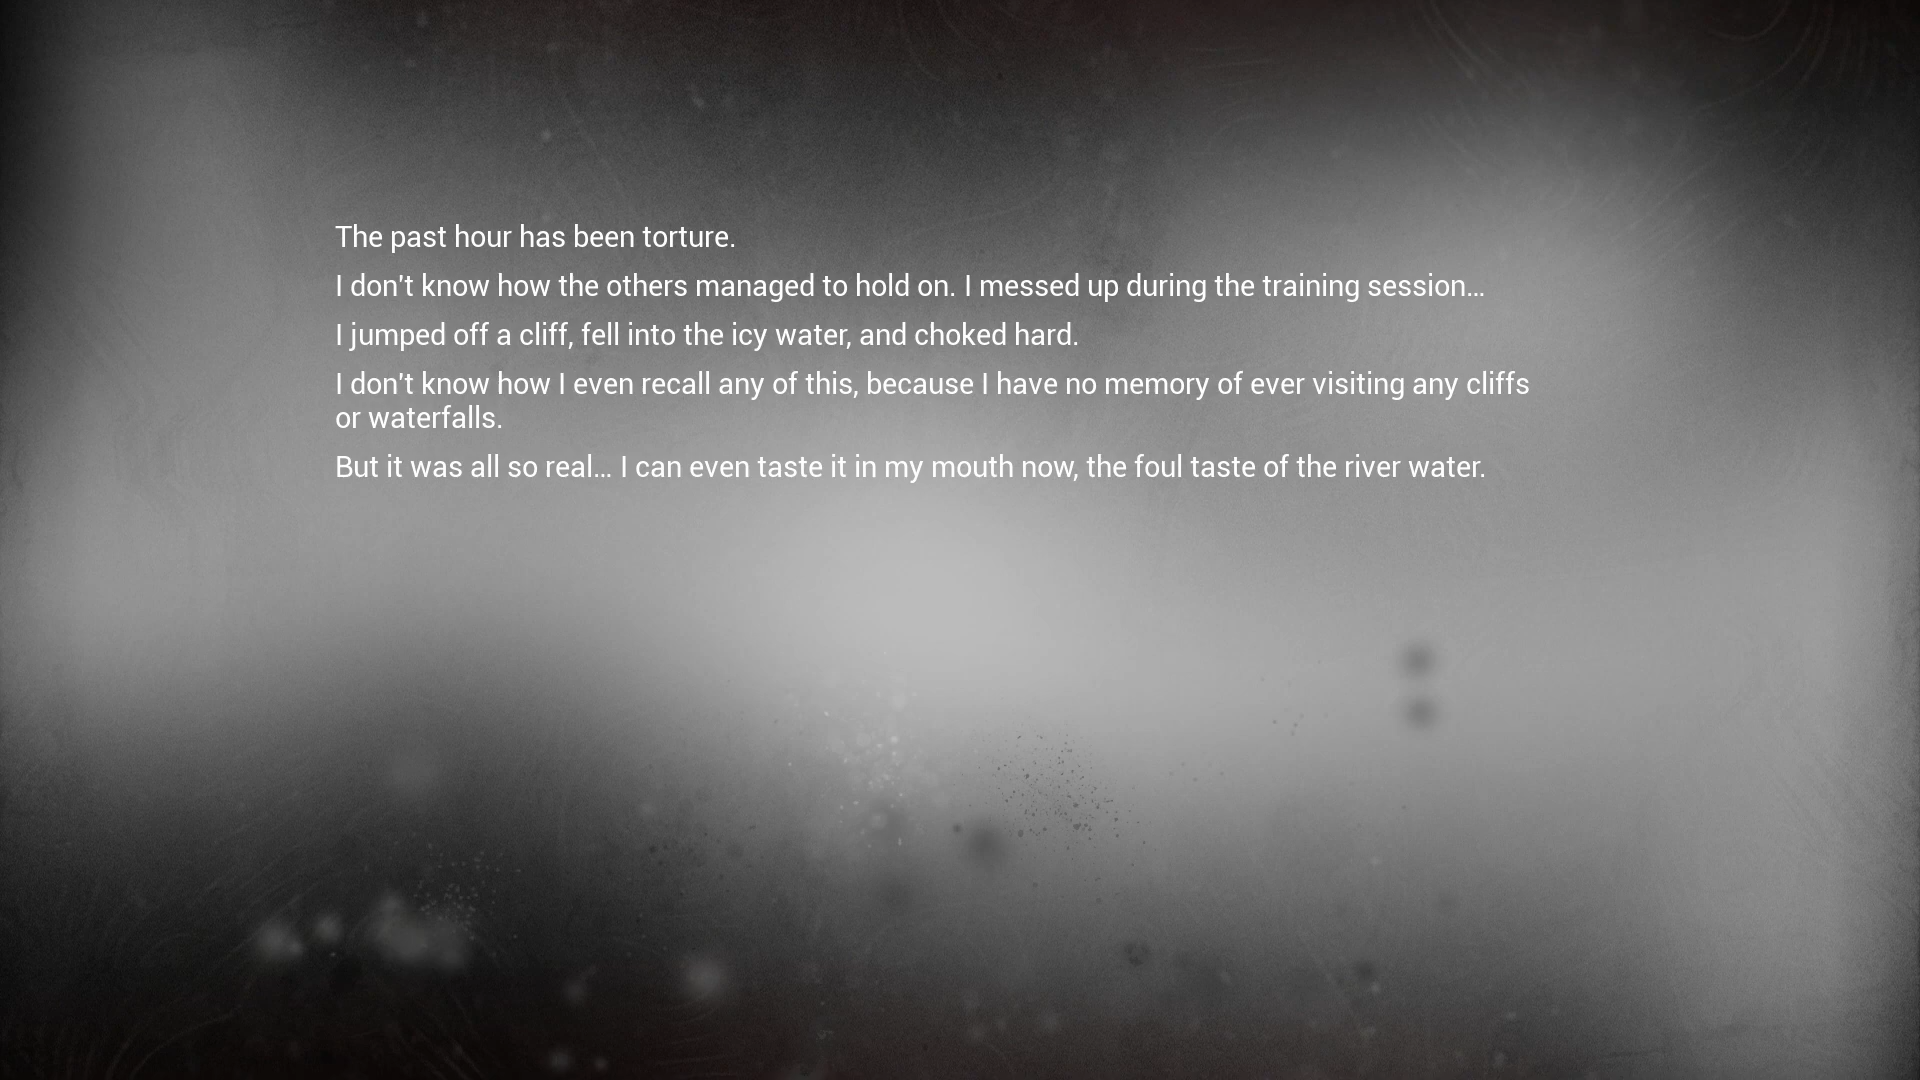 The past hour has been torture.
I don't know how the others managed to hold on. I messed up during the training session...
I jumped off a cliff, fell into the icy water, and choked hard.
I don't know how I even recall any of this, because I have no memory of ever visiting any cliffs
or waterfalls.
But it was all so real... I can even taste it in my mouth now, the foul taste of the river water.